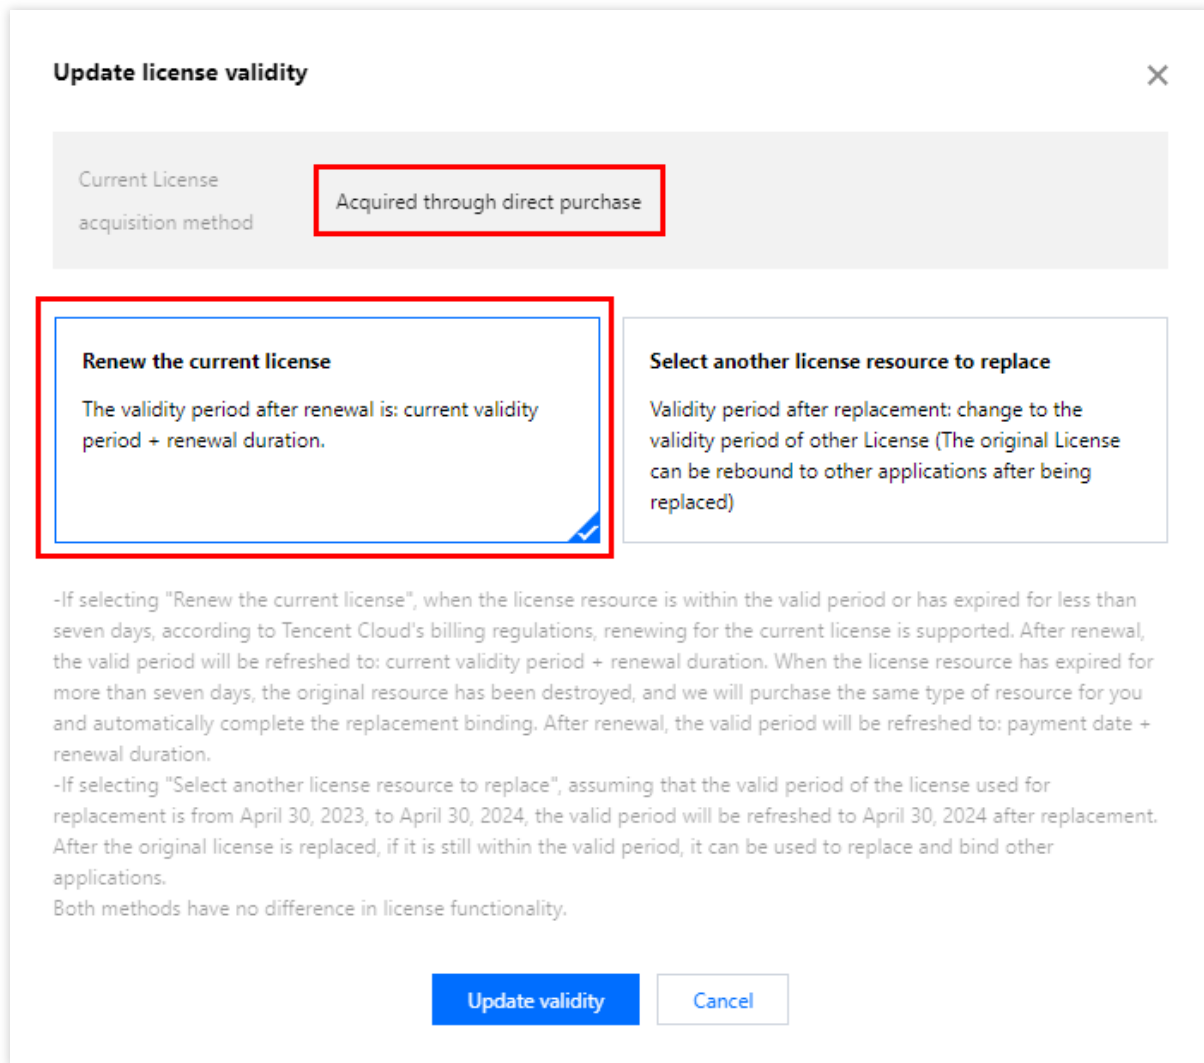 Update license validity
Current License
acquisition method
Acquired through direct purchase
Renew the current license
The validity period after renewal is: current validity
period + renewal duration.
Select another license resource to replace
Validity period after replacement: change to the
validity period of other License (The original License
can be rebound to other applications after being
replaced)
-If selecting "Renew the current license", when the license resource is within the valid period or has expired for less than
seven days, according to Tencent Cloud's billing regulations, renewing for the current license is supported. After renewal,
the valid period will be refreshed to: current validity period + renewal duration. When the license resource has expired for
more than seven days, the original resource has been destroyed, and we will purchase the same type of resource for you
and automatically complete the replacement binding. After renewal, the valid period will be refreshed to: payment date +
renewal duration.
-If selecting "Select another license resource to replace", assuming that the valid period of the license used for
replacement is from April 30, 2023, to April 30, 2024, the valid period will be refreshed to April 30, 2024 after replacement.
After the original license is replaced, if it is still within the valid period, it can be used to replace and bind other
applications.
Both methods have no difference in license functionality.
Update validity
Cancel